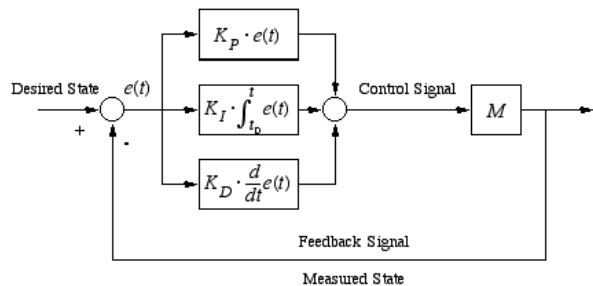 K_P · e(t)
Desired State
e(t)
Control Signal
K_I · ∫_{t_0}^{t} e(t)
M
+
-
K_D · d/dt e(t)
Feedback Signal
Measured State